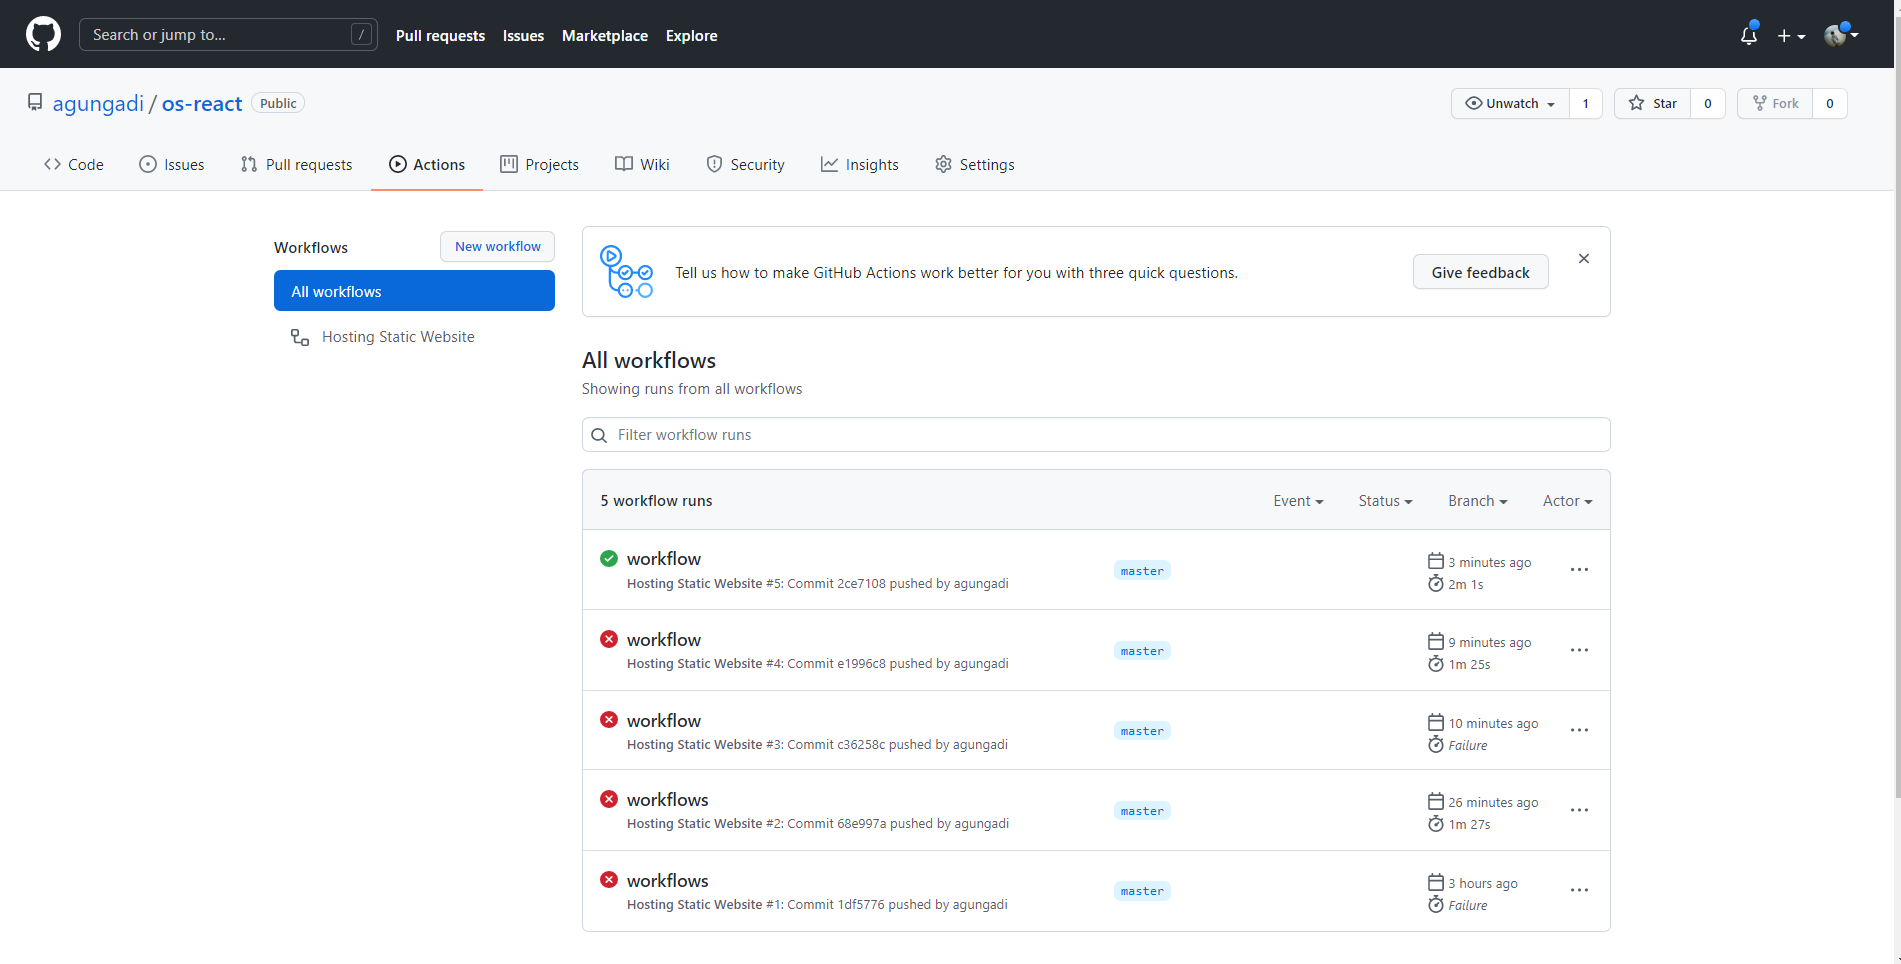 Search or jump to... / Pull requests Issues Marketplace Explore
agungadi / os-react Public Unwatch 1 Star 0 Fork 0
Code Issues Pull requests Actions Projects Wiki Security Insights Settings
Workflows New workflow
All workflows
Hosting Static Website
Tell us how to make GitHub Actions work better for you with three quick questions. Give feedback
All workflows
Showing runs from all workflows
Filter workflow runs
5 workflow runs Event Status Branch Actor
workflow
Hosting Static Website #5: Commit 2ce7108 pushed by agungadi
master
3 minutes ago
2m 1s
workflow
Hosting Static Website #4: Commit e1996c8 pushed by agungadi
master
9 minutes ago
1m 25s
workflow
Hosting Static Website #3: Commit c36258c pushed by agungadi
master
10 minutes ago
Failure
workflows
Hosting Static Website #2: Commit 68e997a pushed by agungadi
master
26 minutes ago
1m 27s
workflows
Hosting Static Website #1: Commit 1df5776 pushed by agungadi
master
3 hours ago
Failure